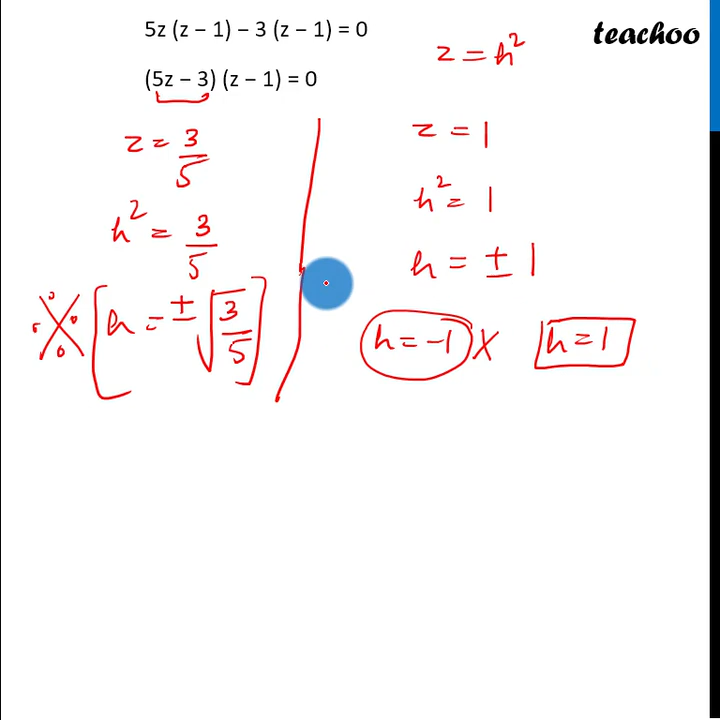 5z (z – 1) – 3 (z – 1) = 0
teachoo
z = h²
(5z – 3) (z – 1) = 0
z = 3/5
z = 1
h² = 3/5
h² = 1
h = ± 1
h = ± √3/5
h = -1 X
h = 1